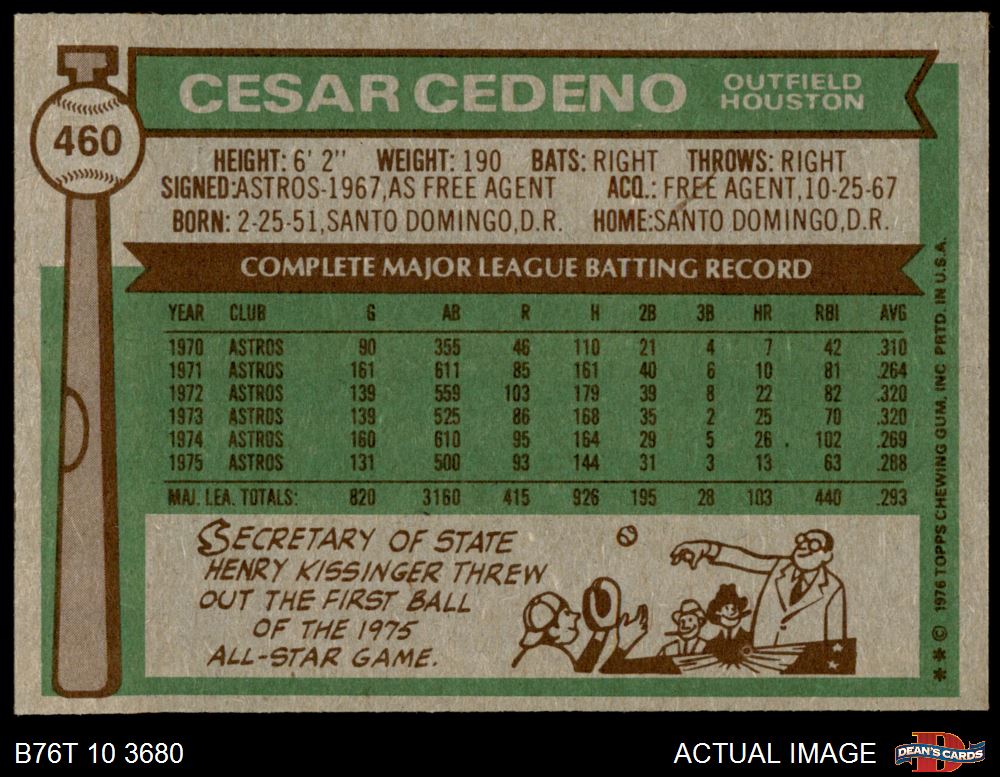 460
CESAR CEDENO
OUTFIELD
HOUSTON
HEIGHT: 6' 2" WEIGHT: 190 BATS: RIGHT THROWS: RIGHT
SIGNED:ASTROS-1967,AS FREE AGENT ACQ.: FREE AGENT,10-25-67
BORN: 2-25-51,SANTO DOMINGO,D.R. HOME:SANTO DOMINGO,D.R.
COMPLETE MAJOR LEAGUE BATTING RECORD
YEAR CLUB G AB R H 2B 3B HR RBI AVG
1970 ASTROS 90 355 46 110 21 4 7 42 .310
1971 ASTROS 161 611 85 161 40 6 10 81 .264
1972 ASTROS 139 559 103 179 39 8 22 82 .320
1973 ASTROS 139 525 86 168 35 2 25 70 .320
1974 ASTROS 160 610 95 164 29 5 26 102 .269
1975 ASTROS 131 500 93 144 31 3 13 63 .288
MAJ. LEA. TOTALS: 820 3160 415 926 195 28 103 440 .293
SECRETARY OF STATE
HENRY KISSINGER THREW
OUT THE FIRST BALL
OF THE 1975
ALL-STAR GAME.
* * © 1976 TOPPS CHEWING GUM, INC PRTD. IN U.S.A.
B76T 10 3680
ACTUAL IMAGE
D
DEAN'S CARDS